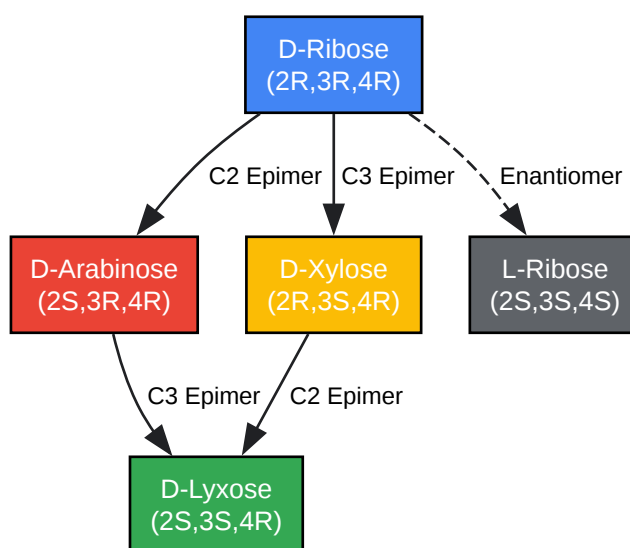 D-Ribose
(2R,3R,4R)
C2 Epimer
C3 Epimer
Enantiomer
D-Arabinose
(2S,3R,4R)
D-Xylose
(2R,3S,4R)
L-Ribose
(2S,3S,4S)
C3 Epimer
C2 Epimer
D-Lyxose
(2S,3S,4R)